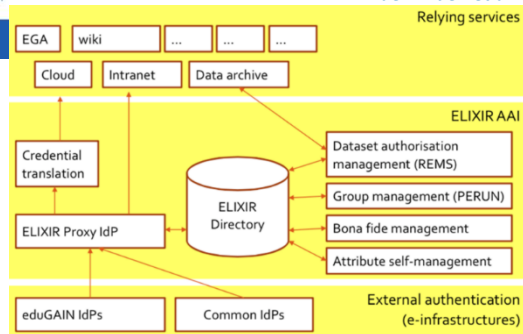 Relying services
EGA
wiki
...
...
...
Cloud
Intranet
Data archive
ELIXIR AAI
Credential
translation
Dataset authorisation
management (REMS)
ELIXIR
Directory
Group management (PERUN)
ELIXIR Proxy IdP
Bona fide management
Attribute self-management
External authentication
(e-infrastructures)
eduGAIN IdPs
Common IdPs